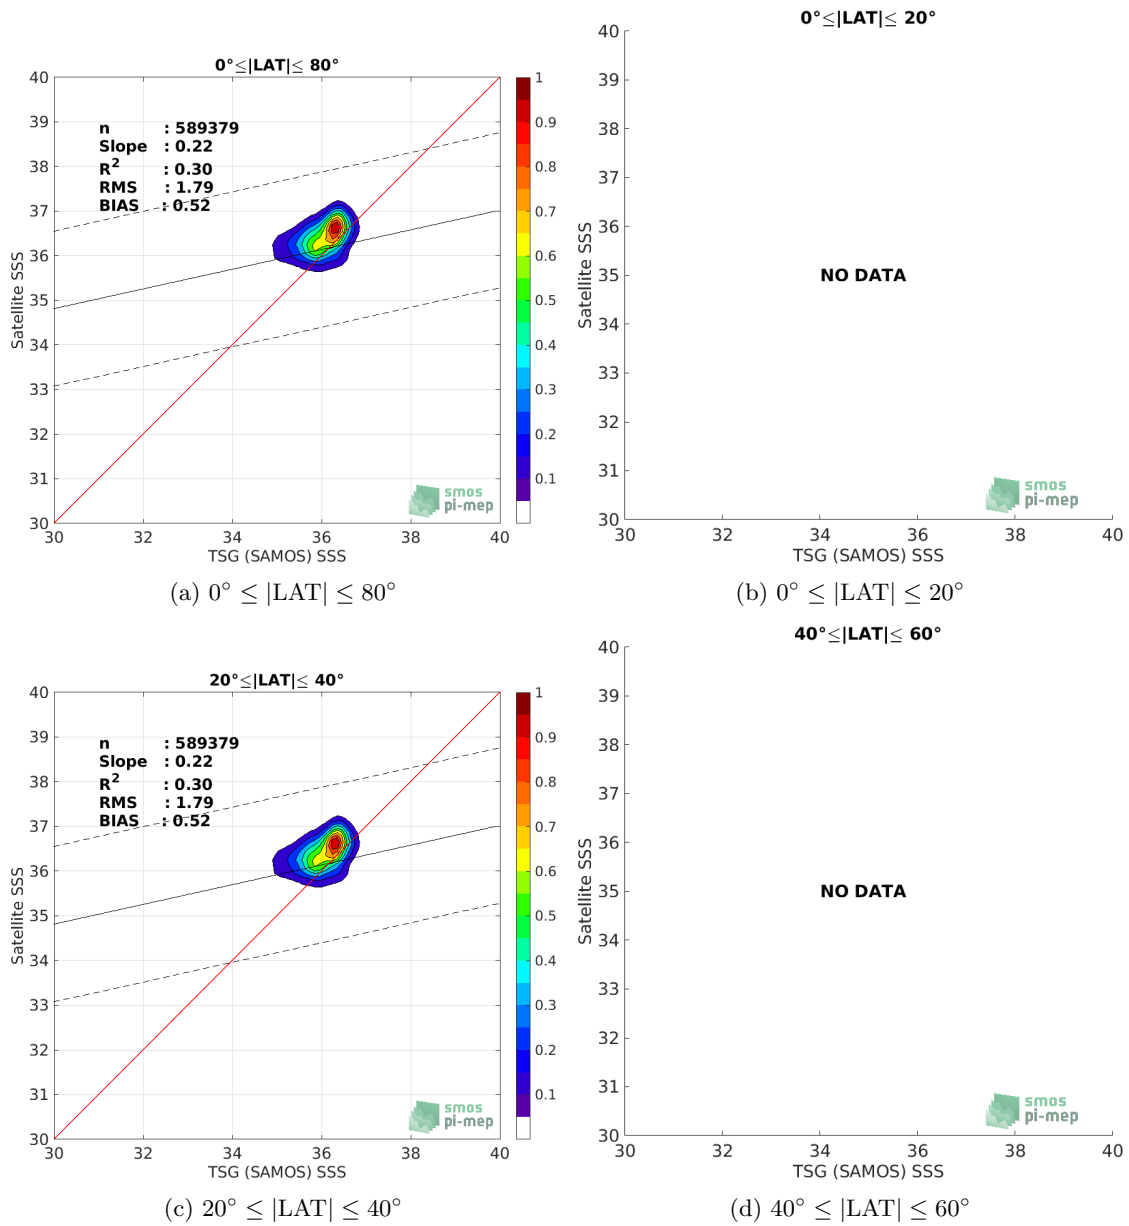 0°≤|LAT|≤ 80°
40
39
38
37
36
35
34
33
32
31
30
Satellite SSS
n : 589379
Slope : 0.22
R² : 0.30
RMS : 1.79
BIAS : 0.52
1
0.9
0.8
0.7
0.6
0.5
0.4
0.3
0.2
0.1
smos
pi-mep
30 32 34 36 38 40
TSG (SAMOS) SSS
(a) 0° ≤ |LAT| ≤ 80°
0°≤|LAT|≤ 20°
40
39
38
37
36
35
34
33
32
31
30
Satellite SSS
NO DATA
smos
pi-mep
30 32 34 36 38 40
TSG (SAMOS) SSS
(b) 0° ≤ |LAT| ≤ 20°
20°≤|LAT|≤ 40°
40
39
38
37
36
35
34
33
32
31
30
Satellite SSS
n : 589379
Slope : 0.22
R² : 0.30
RMS : 1.79
BIAS : 0.52
1
0.9
0.8
0.7
0.6
0.5
0.4
0.3
0.2
0.1
smos
pi-mep
30 32 34 36 38 40
TSG (SAMOS) SSS
(c) 20° ≤ |LAT| ≤ 40°
40°≤|LAT|≤ 60°
40
39
38
37
36
35
34
33
32
31
30
Satellite SSS
NO DATA
smos
pi-mep
30 32 34 36 38 40
TSG (SAMOS) SSS
(d) 40° ≤ |LAT| ≤ 60°